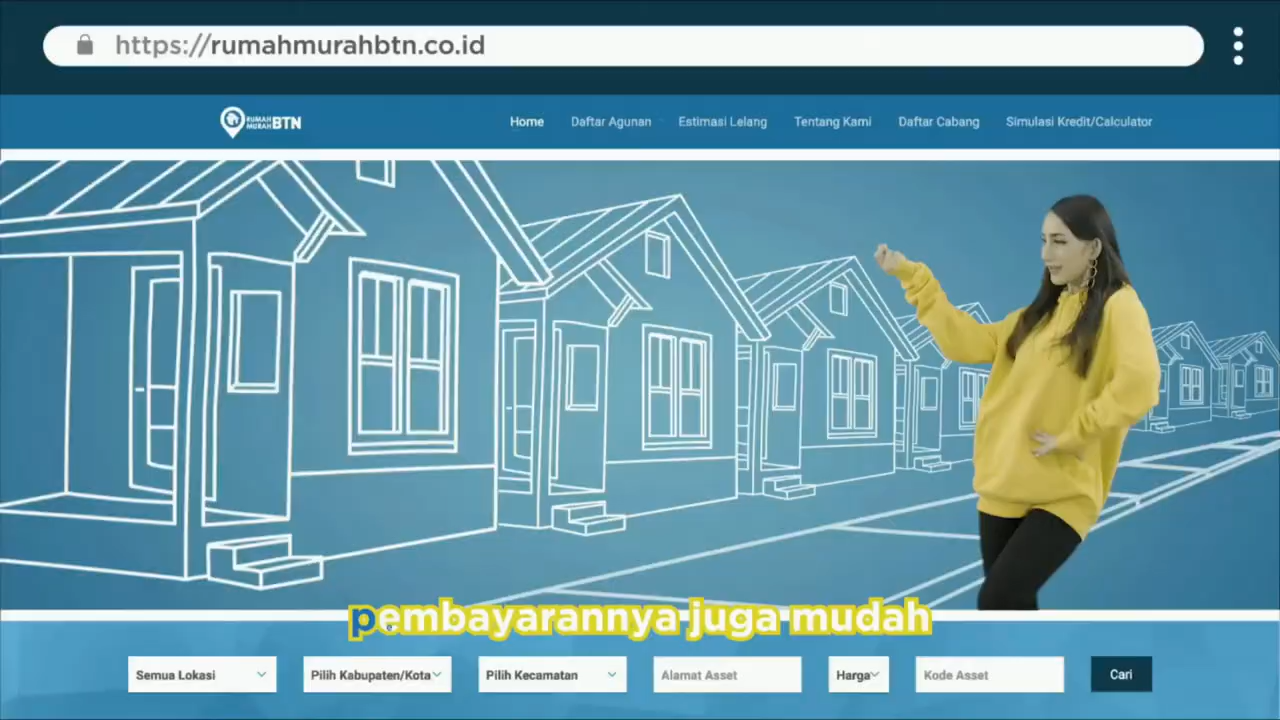 https://rumahmurahbtn.co.id
RUMAH
MURAH BTN
Home Daftar Agunan Estimasi Lelang Tentang Kami Daftar Cabang Simulasi Kredit/Calculator
pembayarannya juga mudah
Semua Lokasi Pilih Kabupaten/Kota Pilih Kecamatan Alamat Asset Harga Kode Asset Cari